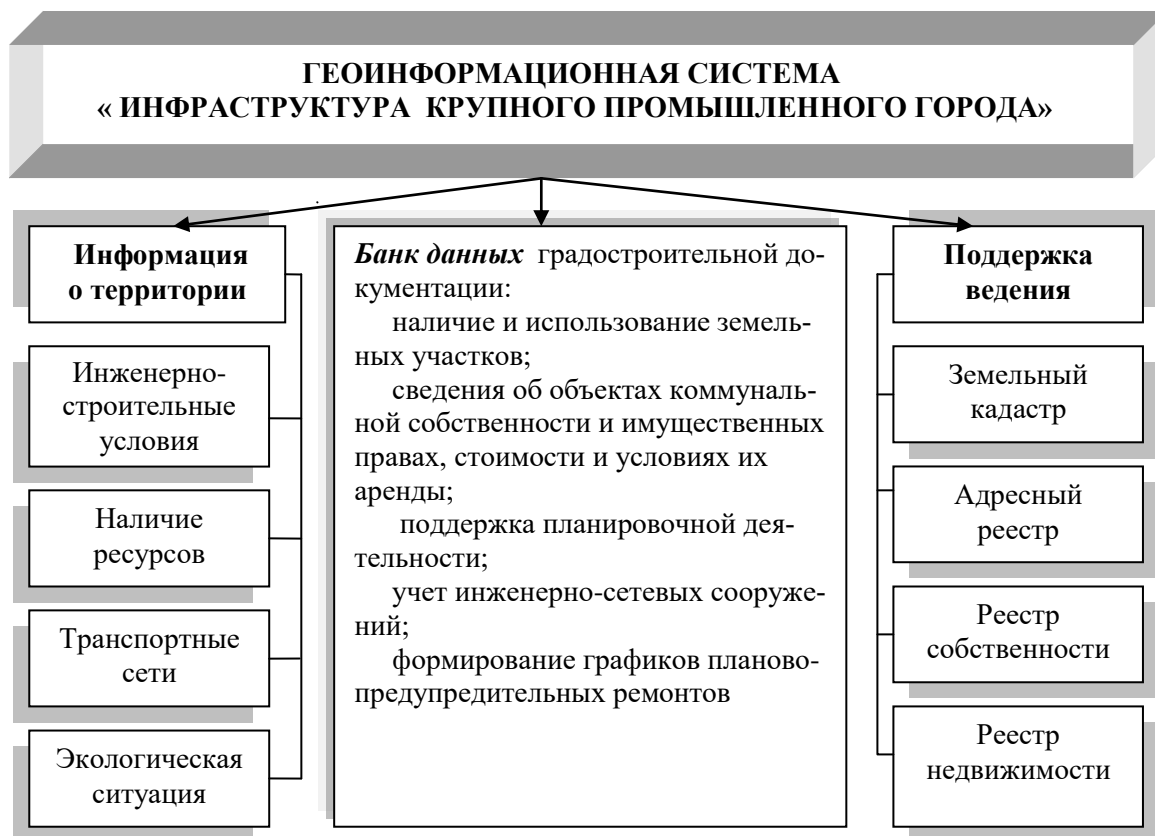 ГЕОИНФОРМАЦИОННАЯ СИСТЕМА
« ИНФРАСТРУКТУРА КРУПНОГО ПРОМЫШЛЕННОГО ГОРОДА»
Информация
о территории
Инженерно-
строительные
условия
Наличие
ресурсов
Транспортные
сети
Экологическая
ситуация
Банк данных градостроительной до-
кументации:
наличие и использование земель-
ных участков;
сведения об объектах коммуналь-
ной собственности и имущественных
правах, стоимости и условиях их
аренды;
поддержка планировочной дея-
тельности;
учет инженерно-сетевых сооруже-
ний;
формирование графиков планово-
предупредительных ремонтов
Поддержка
ведения
Земельный
кадастр
Адресный
реестр
Реестр
собственности
Реестр
недвижимости